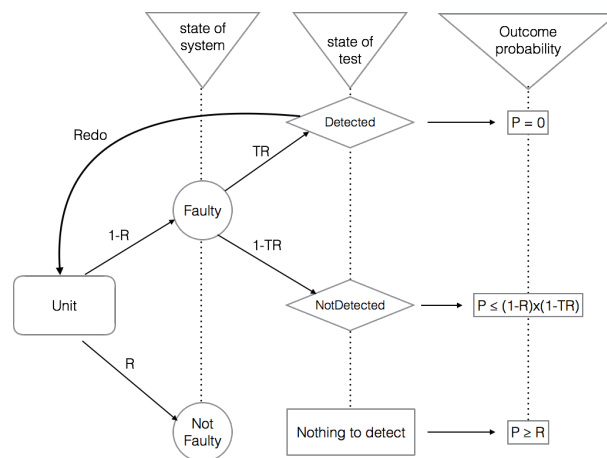 state of
system
state of
test
Outcome
probability
Redo
Detected
P = 0
TR
Faulty
1-R
1-TR
Unit
NotDetected
P ≤ (1-R)x(1-TR)
R
Not
Faulty
Nothing to detect
P ≥ R